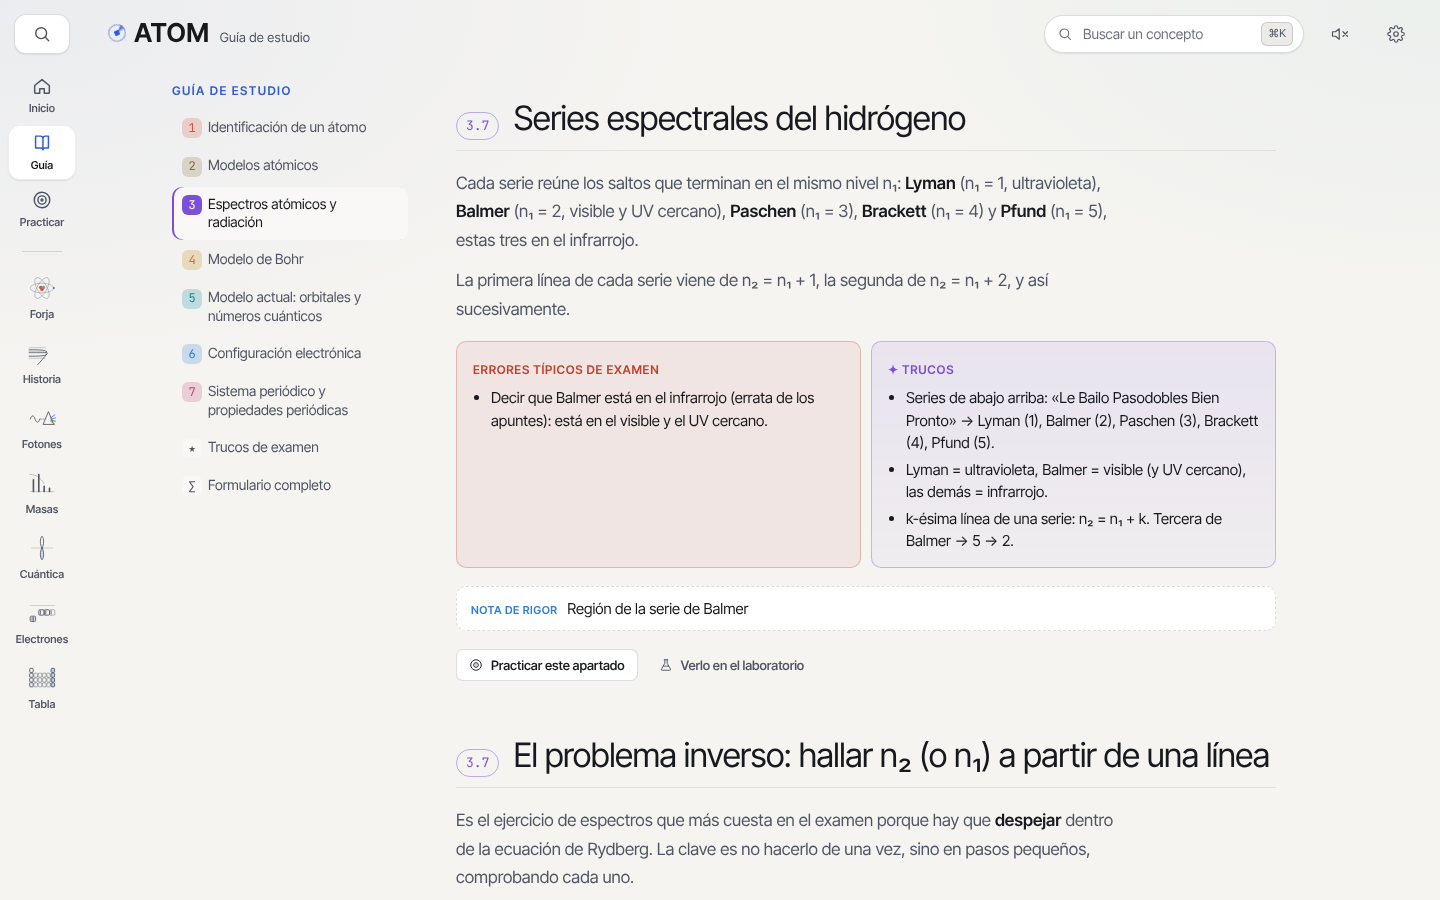 ATOM Guía de estudio
Buscar un concepto ⌘K
Inicio
Guía
Practicar
Forja
Historia
Fotones
Masas
Cuántica
Electrones
Tabla
GUÍA DE ESTUDIO
1 Identificación de un átomo
2 Modelos atómicos
3 Espectros atómicos y
radiación
4 Modelo de Bohr
5 Modelo actual: orbitales y
números cuánticos
6 Configuración electrónica
7 Sistema periódico y
propiedades periódicas
★ Trucos de examen
∑ Formulario completo
3.7 Series espectrales del hidrógeno
Cada serie reúne los saltos que terminan en el mismo nivel n₁: Lyman (n₁ = 1, ultravioleta),
Balmer (n₁ = 2, visible y UV cercano), Paschen (n₁ = 3), Brackett (n₁ = 4) y Pfund (n₁ = 5),
estas tres en el infrarrojo.
La primera línea de cada serie viene de n₂ = n₁ + 1, la segunda de n₂ = n₁ + 2, y así
sucesivamente.
ERRORES TÍPICOS DE EXAMEN
• Decir que Balmer está en el infrarrojo (errata de los
apuntes): está en el visible y el UV cercano.
✦ TRUCOS
• Series de abajo arriba: «Le Bailo Pasodobles Bien
Pronto» → Lyman (1), Balmer (2), Paschen (3), Brackett
(4), Pfund (5).
• Lyman = ultravioleta, Balmer = visible (y UV cercano),
las demás = infrarrojo.
• k-ésima línea de una serie: n₂ = n₁ + k. Tercera de
Balmer → 5 → 2.
NOTA DE RIGOR Región de la serie de Balmer
Practicar este apartado Verlo en el laboratorio
3.7 El problema inverso: hallar n₂ (o n₁) a partir de una línea
Es el ejercicio de espectros que más cuesta en el examen porque hay que despejar dentro
de la ecuación de Rydberg. La clave es no hacerlo de una vez, sino en pasos pequeños,
comprobando cada uno.